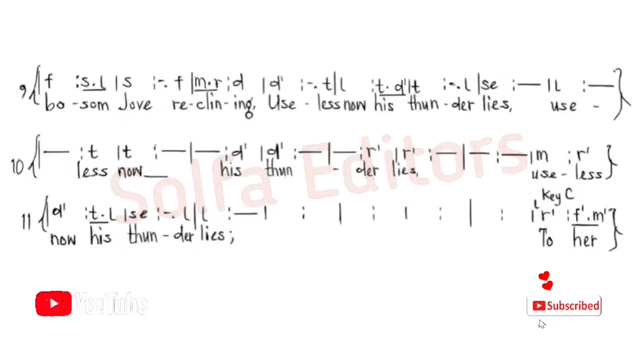 9 { f :s.l |s :-.f |m.r :d |d' :-.t |l :t.d' |t :-.l |se :— |l :— }
bo-som Jove re-clin-ing, Use-less now his thun-der lies, use -
10 { — :t |t :— |— :d' |d' :— |— :r' |r' :— |— :— |m :r' }
less now___ his thun - der lies, use-less
Key C
11 { |d' :t.l |se :-.l |l :— | : | : | : | : |l r' :f'.m' }
now his thun-der lies; To her
Solfa Editors
YouTube
Subscribed